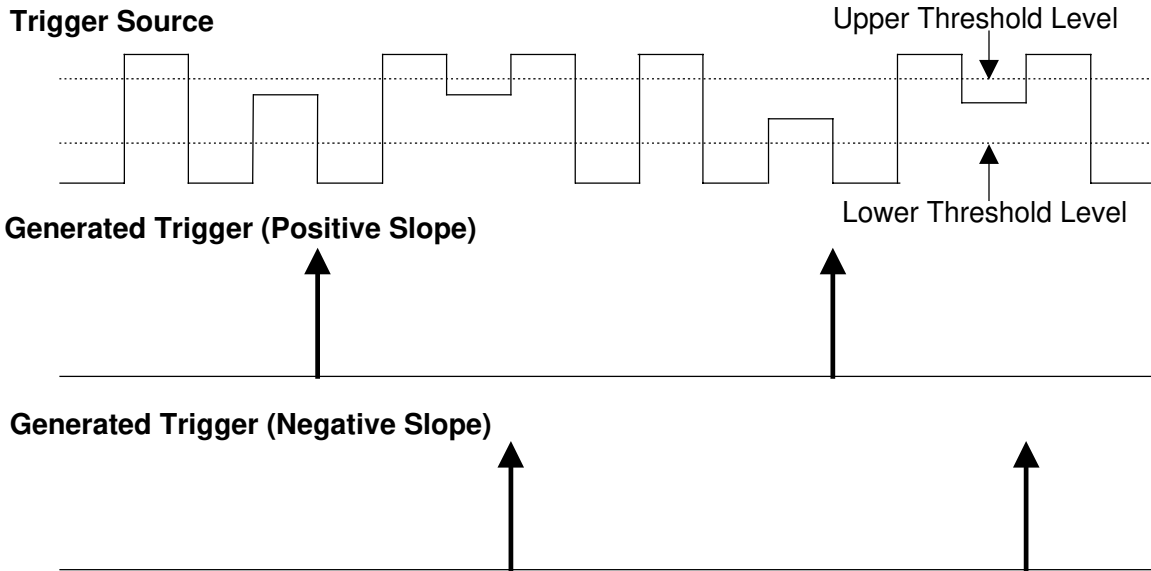 Trigger Source
Upper Threshold Level
Lower Threshold Level
Generated Trigger (Positive Slope)
Generated Trigger (Negative Slope)